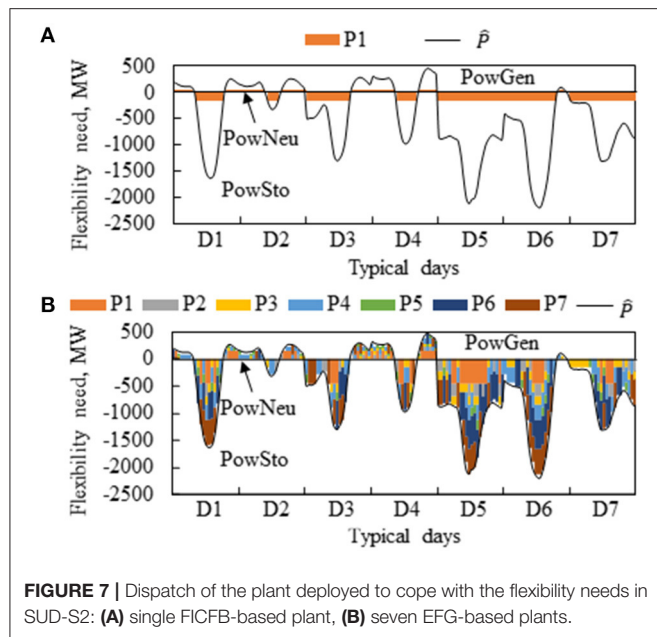 A
P1
P̂
500
0
-500
-1000
-1500
-2000
-2500
Flexibility need, MW
PowGen
PowNeu
PowSto
D1 D2 D3 D4 D5 D6 D7
Typical days
B
P1 P2 P3 P4 P5 P6 P7 P̂
500
0
-500
-1000
-1500
-2000
-2500
Flexibility need, MW
PowGen
PowNeu
PowSto
D1 D2 D3 D4 D5 D6 D7
Typical days
FIGURE 7 | Dispatch of the plant deployed to cope with the flexibility needs in
SUD-S2: (A) single FICFB-based plant, (B) seven EFG-based plants.